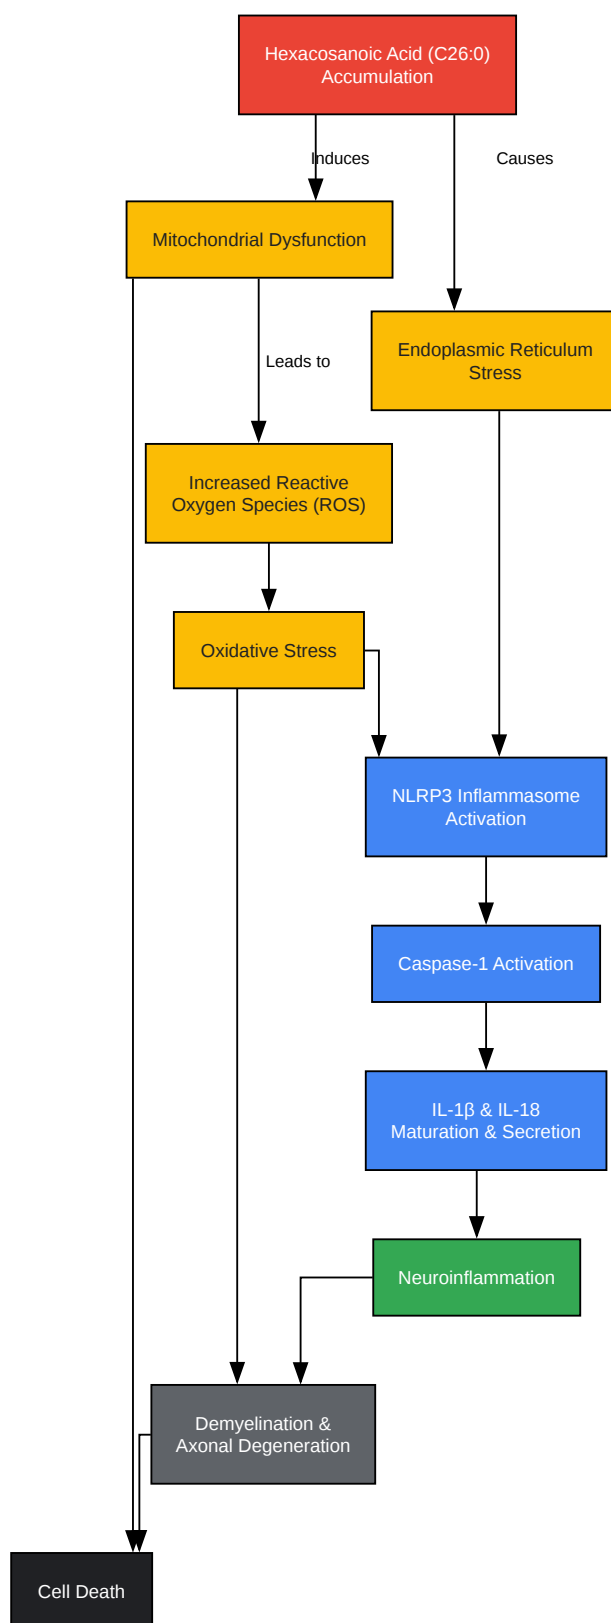 Hexacosanoic Acid (C26:0)
Accumulation
Induces
Causes
Mitochondrial Dysfunction
Endoplasmic Reticulum
Stress
Leads to
Increased Reactive
Oxygen Species (ROS)
Oxidative Stress
NLRP3 Inflammasome
Activation
Caspase-1 Activation
IL-1β & IL-18
Maturation & Secretion
Neuroinflammation
Demyelination &
Axonal Degeneration
Cell Death